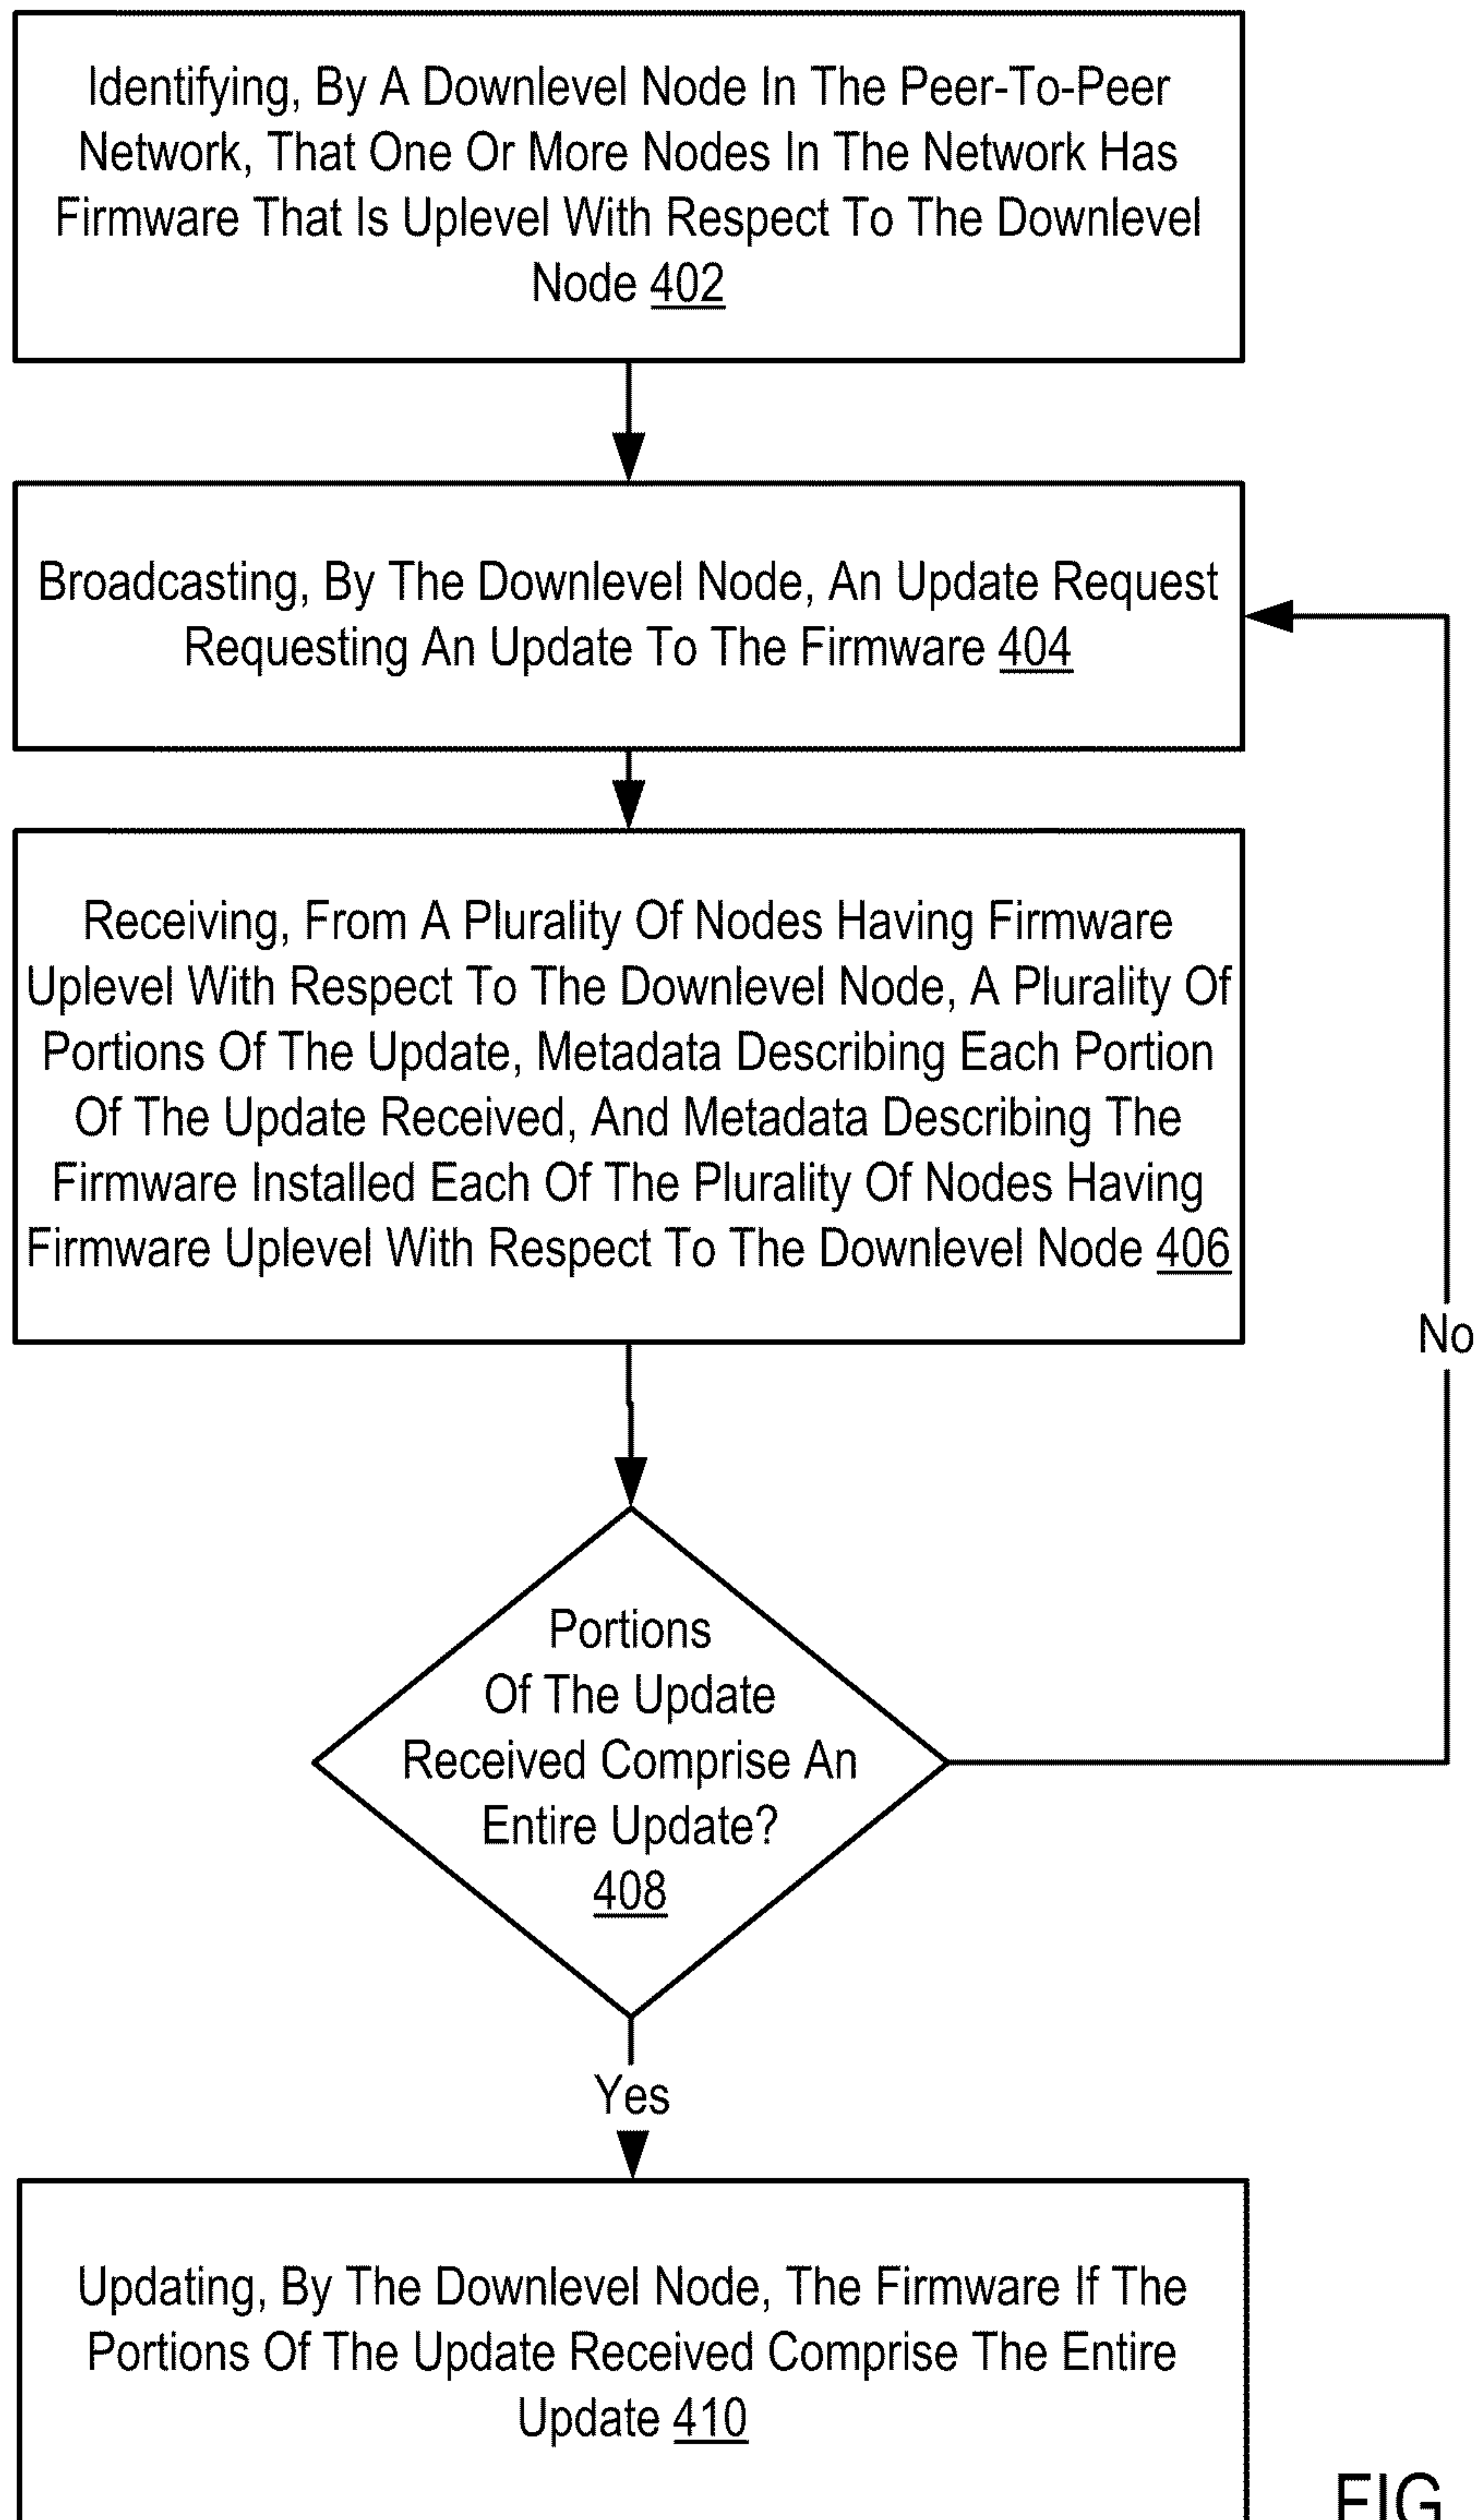 Identifying, By A Downlevel Node In The Peer-To-Peer
Network, That One Or More Nodes In The Network Has
Firmware That Is Uplevel With Respect To The Downlevel
Node 402
Broadcasting, By The Downlevel Node, An Update Request
Requesting An Update To The Firmware 404
Receiving, From A Plurality Of Nodes Having Firmware
Uplevel With Respect To The Downlevel Node, A Plurality Of
Portions Of The Update, Metadata Describing Each Portion
Of The Update Received, And Metadata Describing The
Firmware Installed Each Of The Plurality Of Nodes Having
Firmware Uplevel With Respect To The Downlevel Node 406
No
Portions
Of The Update
Received Comprise An
Entire Update?
408
Yes
Updating, By The Downlevel Node, The Firmware If The
Portions Of The Update Received Comprise The Entire
Update 410
FIG